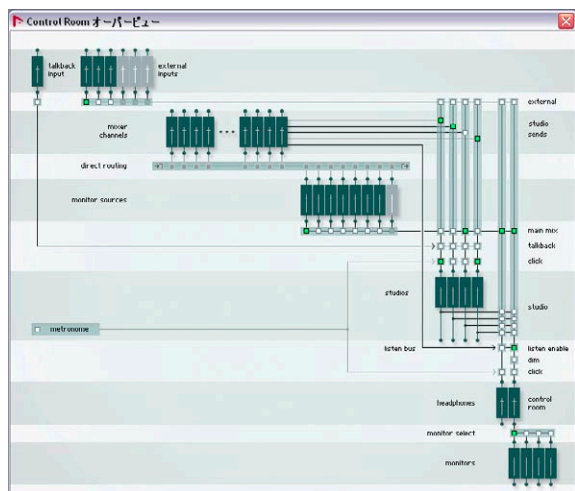 Control Room オーバービュー
talkback
input
external
inputs
external
mixer
channels
studio
sends
direct routing
monitor sources
main mix
talkback
click
studios
studio
metronome
listen bus
listen enable
dim
click
headphones
control
room
monitor select
monitors